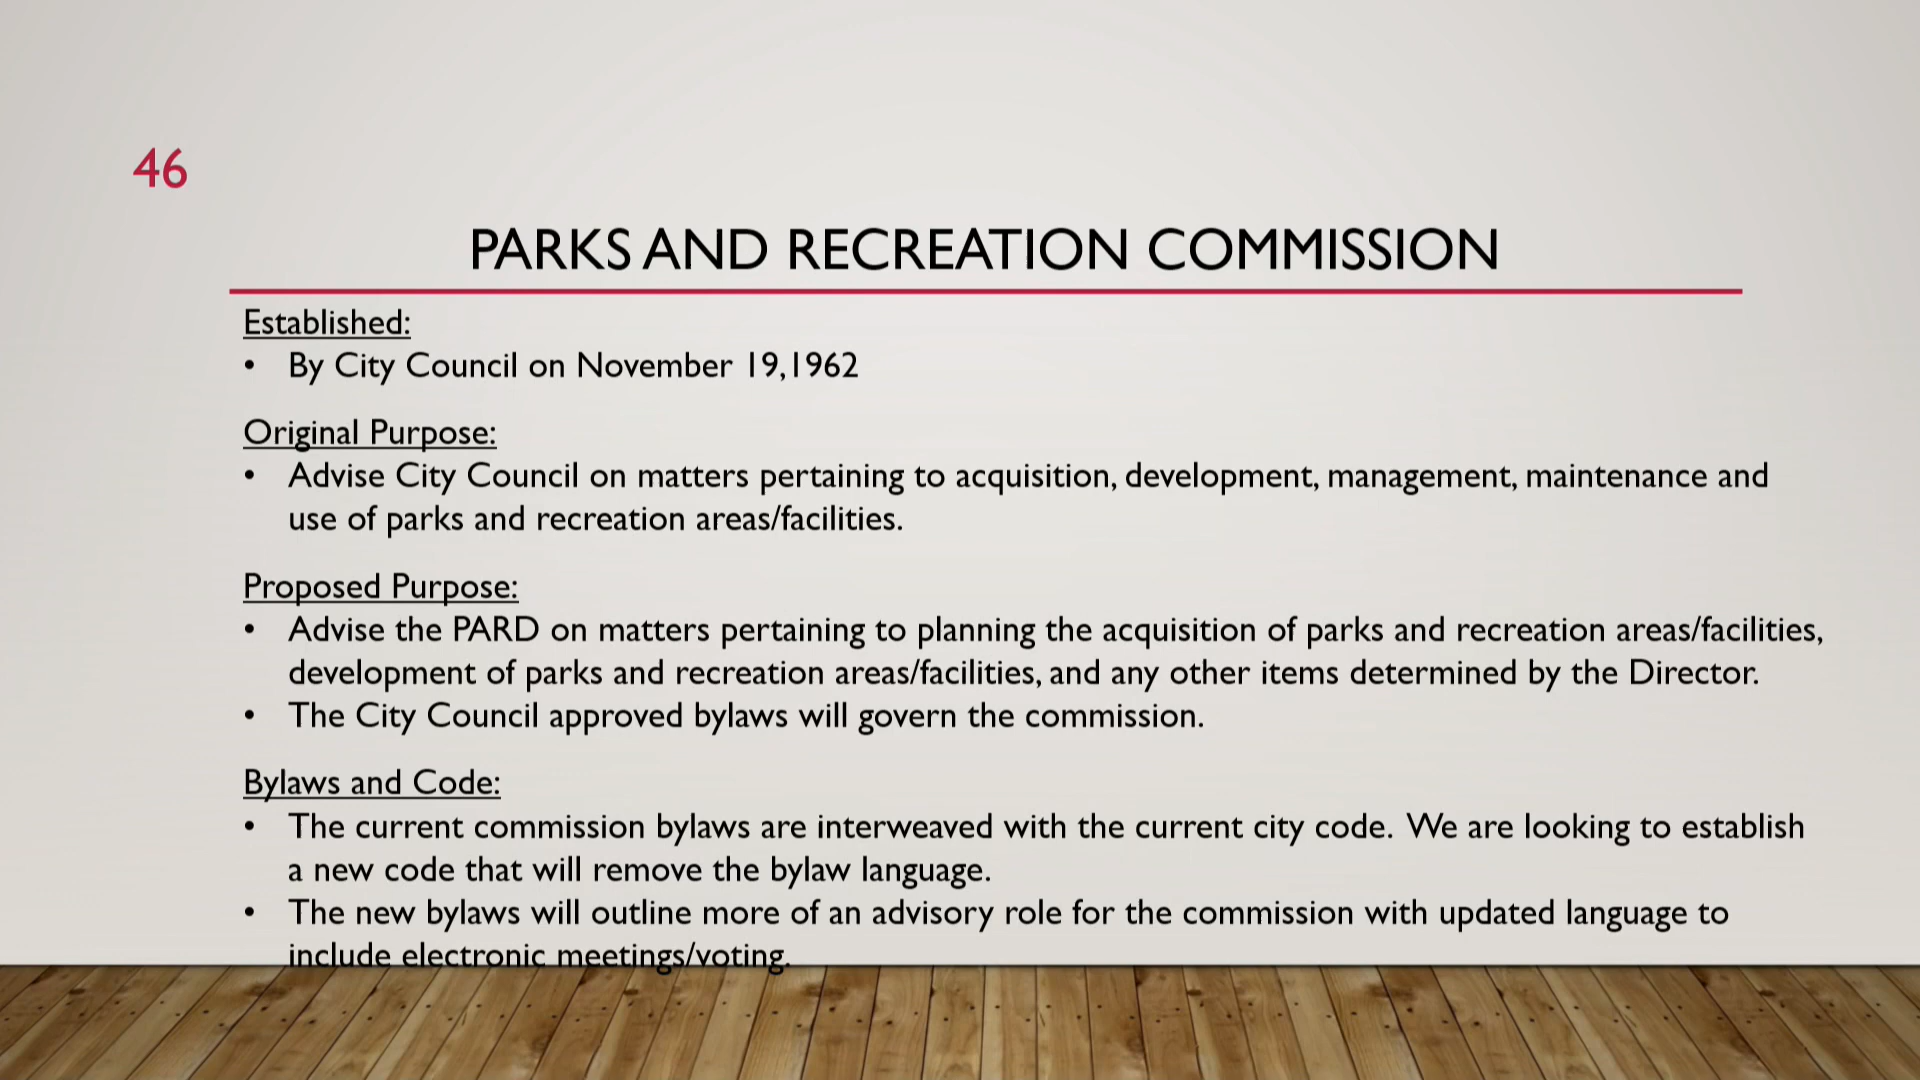 46
PARKS AND RECREATION COMMISSION
Established:
• By City Council on November 19,1962
Original Purpose:
• Advise City Council on matters pertaining to acquisition, development, management, maintenance and
use of parks and recreation areas/facilities.
Proposed Purpose:
• Advise the PARD on matters pertaining to planning the acquisition of parks and recreation areas/facilities,
development of parks and recreation areas/facilities, and any other items determined by the Director.
• The City Council approved bylaws will govern the commission.
Bylaws and Code:
• The current commission bylaws are interweaved with the current city code. We are looking to establish
a new code that will remove the bylaw language.
• The new bylaws will outline more of an advisory role for the commission with updated language to
include electronic meetings/voting.